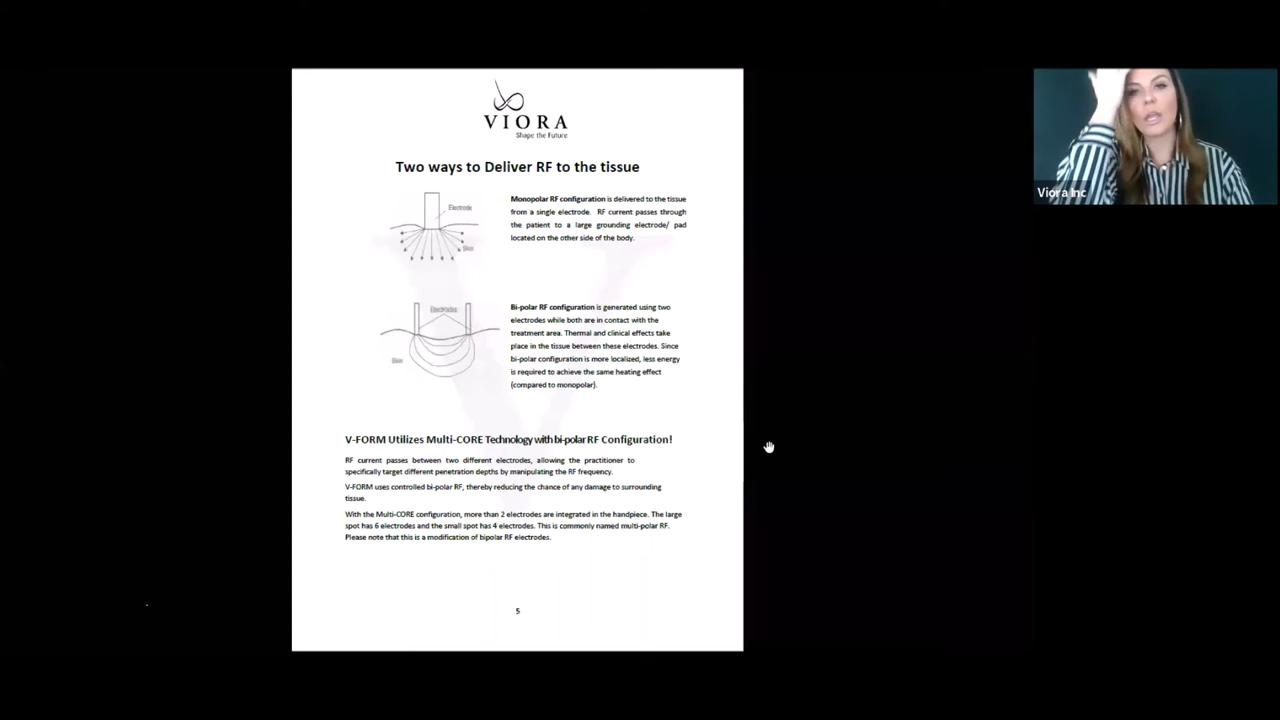 VIORA
Shape the Future
Two ways to Deliver RF to the tissue
Electrode
Skin
Monopolar RF configuration is delivered to the tissue
from a single electrode. RF current passes through
the patient to a large grounding electrode/ pad
located on the other side of the body.
Electrodes
Skin
Bi-polar RF configuration is generated using two
electrodes while both are in contact with the
treatment area. Thermal and clinical effects take
place in the tissue between these electrodes. Since
bi-polar configuration is more localized, less energy
is required to achieve the same heating effect
(compared to monopolar).
V-FORM Utilizes Multi-CORE Technology with bi-polar RF Configuration!
RF current passes between two different electrodes, allowing the practitioner to
specifically target different penetration depths by manipulating the RF frequency.
V-FORM uses controlled bi-polar RF, thereby reducing the chance of any damage to surrounding
tissue.
With the Multi-CORE configuration, more than 2 electrodes are integrated in the handpiece. The large
spot has 6 electrodes and the small spot has 4 electrodes. This is commonly named multi-polar RF.
Please note that this is a modification of bipolar RF electrodes.
5
Viora Inc